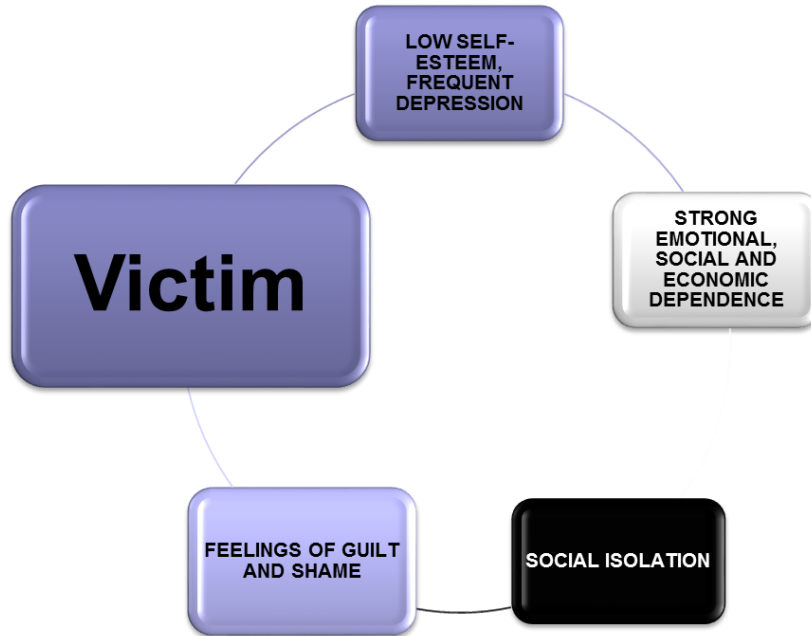 LOW SELF-
ESTEEM,
FREQUENT
DEPRESSION
Victim
STRONG
EMOTIONAL,
SOCIAL AND
ECONOMIC
DEPENDENCE
FEELINGS OF GUILT
AND SHAME
SOCIAL ISOLATION